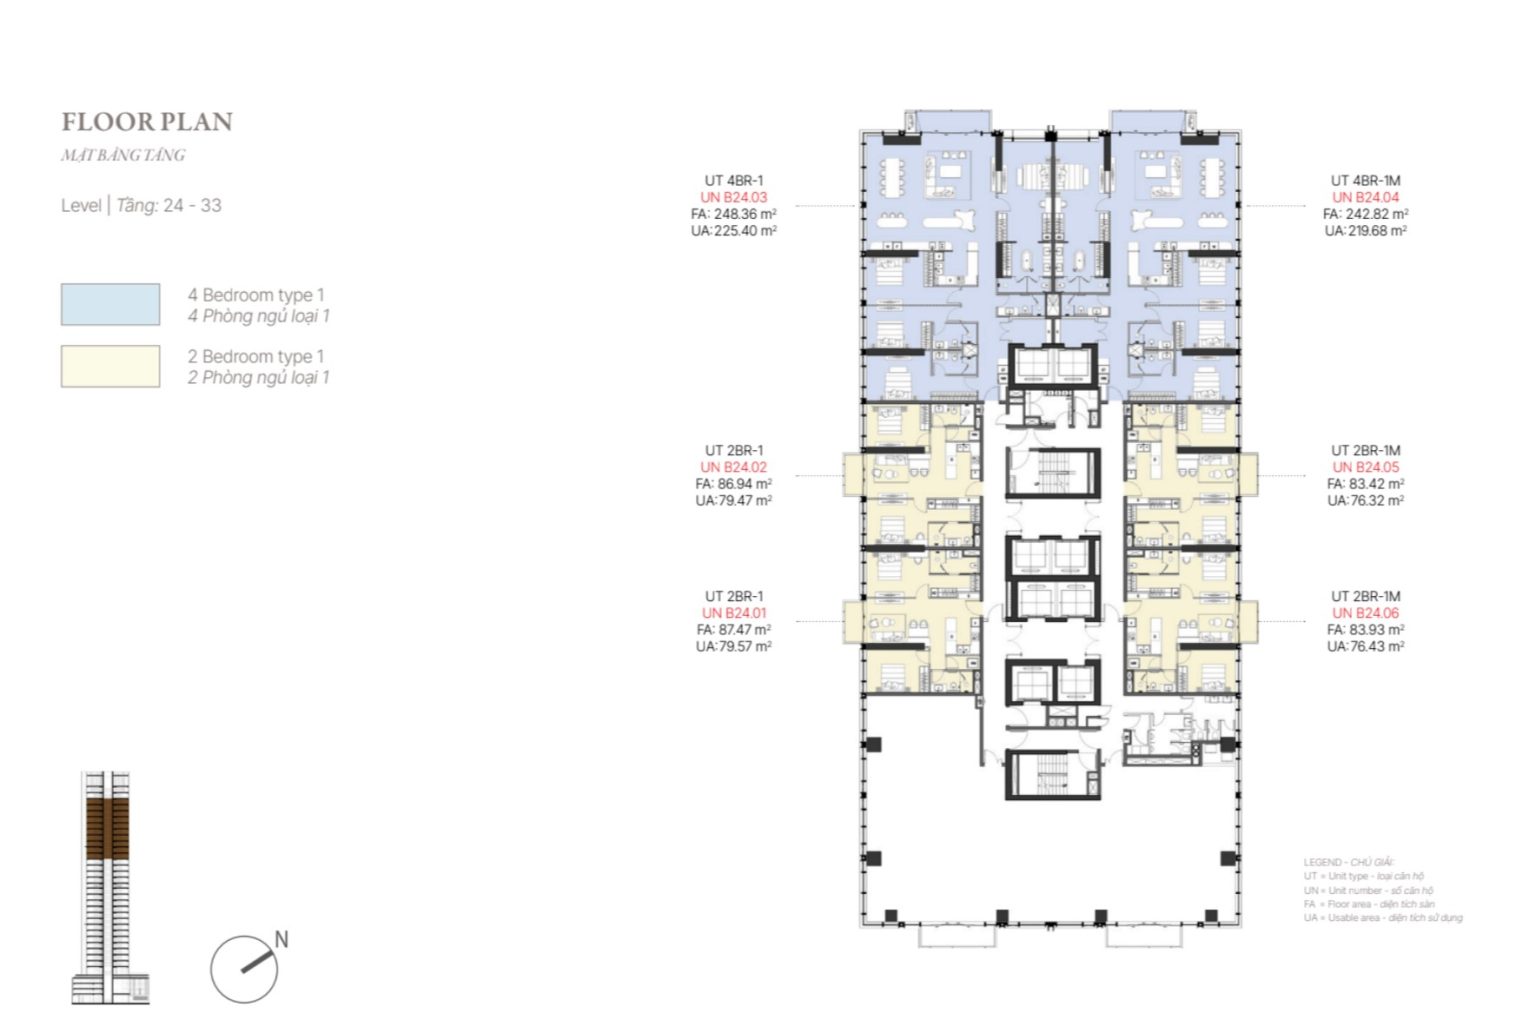 FLOOR PLAN
MẶT BẰNG TẦNG
Level | Tầng: 24 - 33
4 Bedroom type 1
4 Phòng ngủ loại 1
2 Bedroom type 1
2 Phòng ngủ loại 1
UT 4BR-1
UN B24.03
FA: 248.36 m²
UA: 225.40 m²
UT 4BR-1M
UN B24.04
FA: 242.82 m²
UA: 219.68 m²
UT 2BR-1
UN B24.02
FA: 86.94 m²
UA: 79.47 m²
UT 2BR-1M
UN B24.05
FA: 83.42 m²
UA: 76.32 m²
UT 2BR-1
UN B24.01
FA: 87.47 m²
UA: 79.57 m²
UT 2BR-1M
UN B24.06
FA: 83.93 m²
UA: 76.43 m²
N
LEGEND - CHÚ GIẢI:
UT = Unit type - loại căn hộ
UN = Unit number - số căn hộ
FA = Floor area - diện tích sàn
UA = Usable area - diện tích sử dụng